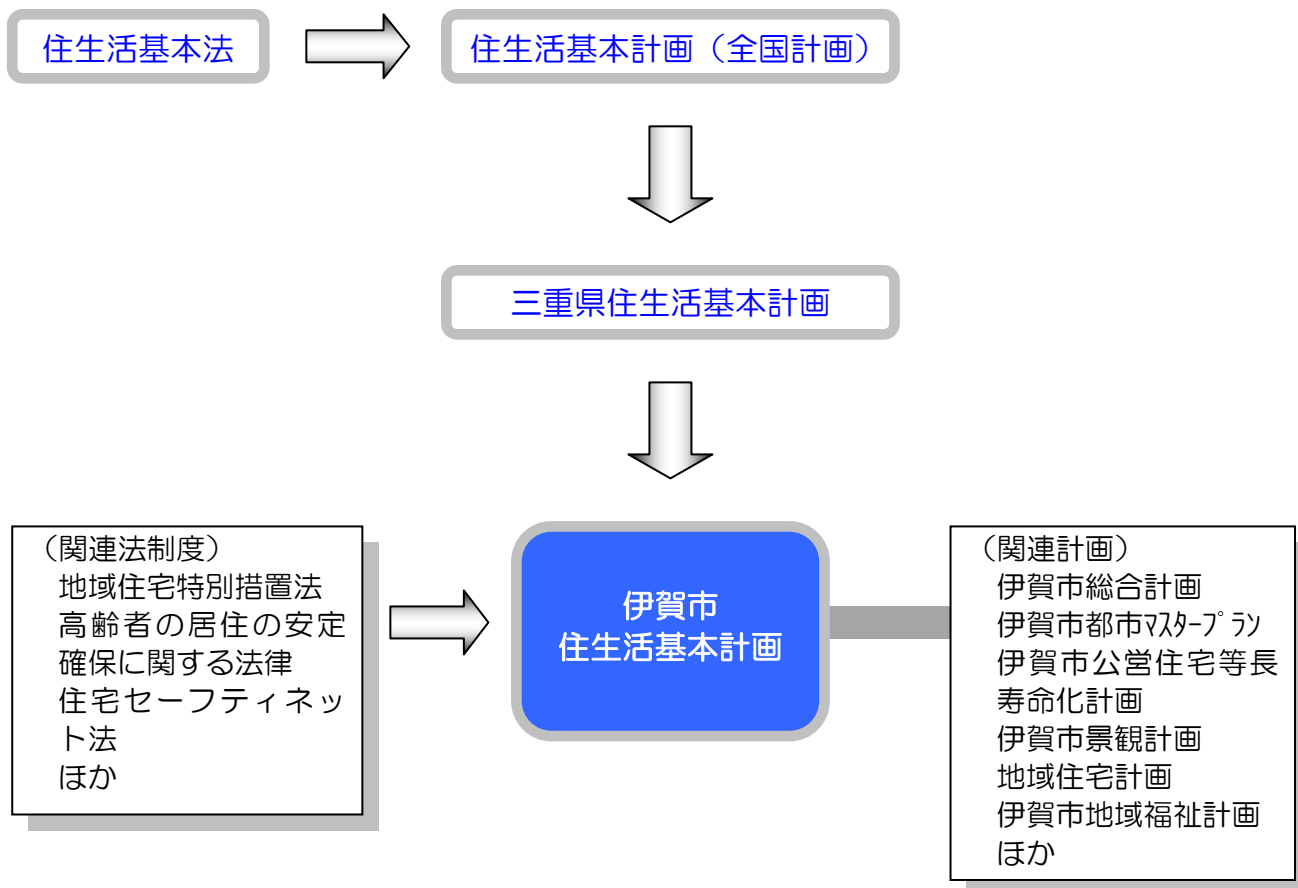 住生活基本法
住生活基本計画（全国計画）
三重県住生活基本計画
（関連法制度）
地域住宅特別措置法
高齢者の居住の安定
確保に関する法律
住宅セーフティネッ
ト法
ほか
伊賀市
住生活基本計画
（関連計画）
伊賀市総合計画
伊賀市都市ﾏｽﾀｰﾌﾟﾗﾝ
伊賀市公営住宅等長
寿命化計画
伊賀市景観計画
地域住宅計画
伊賀市地域福祉計画
ほか